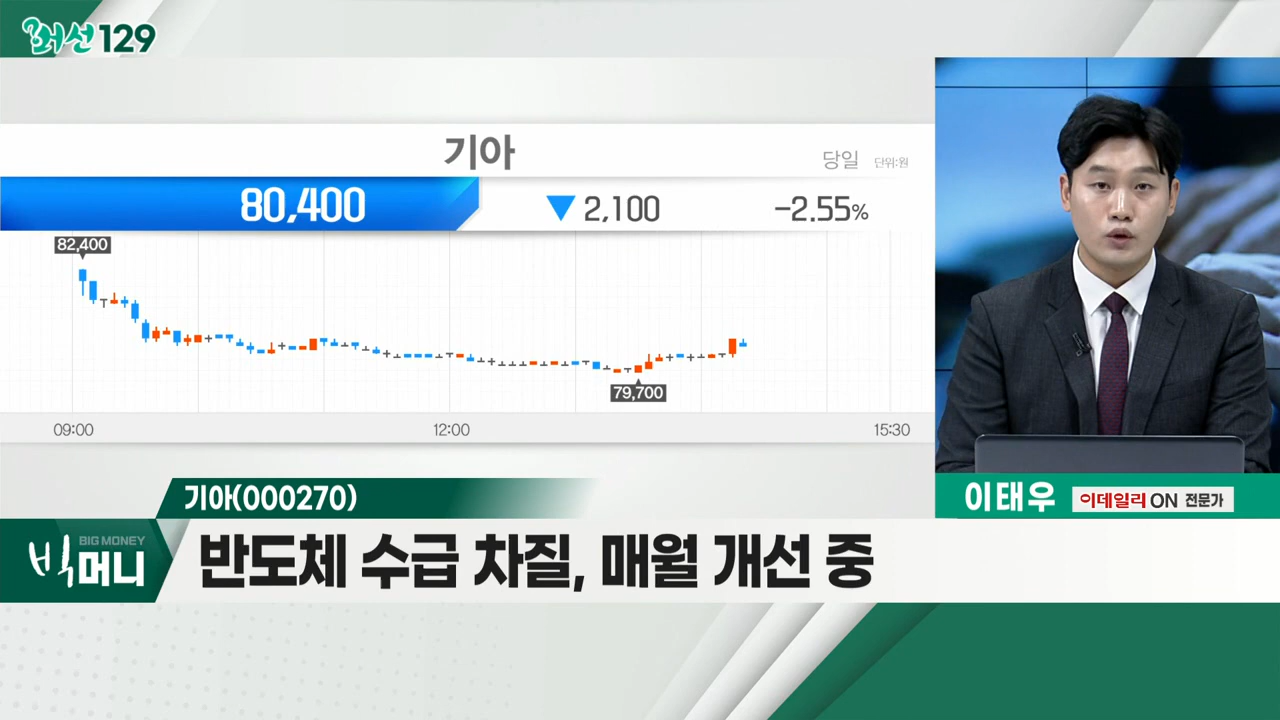 최선129
기아
당일 단위:원
80,400 ▼2,100 -2.55%
82,400
79,700
09:00 12:00 15:30
기아(000270)
이태우 이데일리ON 전문가
BIG MONEY
빅머니
반도체 수급 차질, 매월 개선 중